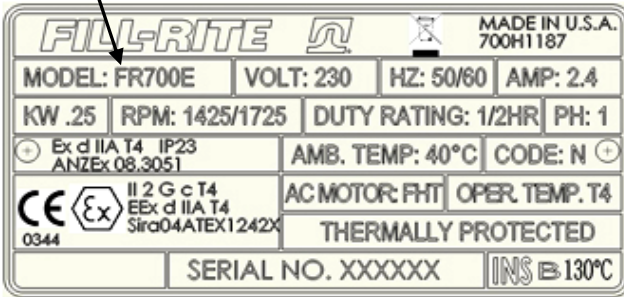 FILL-RITE MADE IN U.S.A.
700H1187
MODEL: FR700E VOLT: 230 HZ: 50/60 AMP: 2.4
KW .25 RPM: 1425/1725 DUTY RATING: 1/2HR PH: 1
Ex d IIA T4 IP23
ANZEx 08.3051
AMB. TEMP: 40°C CODE: N
CE Ex II 2 G c T4
EEx d IIA T4
Sira04ATEX1242X
0344
AC MOTOR: FHT OPER. TEMP. T4
THERMALLY PROTECTED
SERIAL NO. XXXXXX INS B 130°C